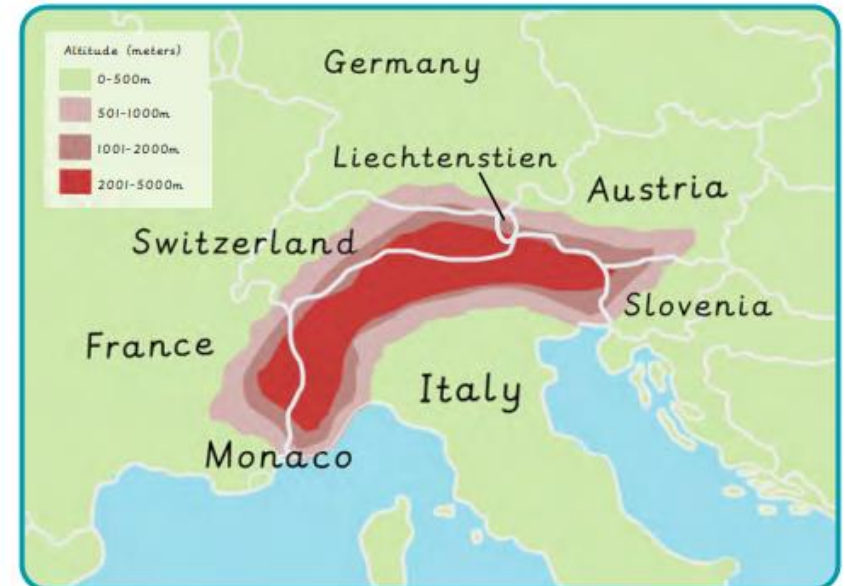 Altitude (meters)
0-500m
501-1000m
1001-2000m
2001-5000m
Germany
Liechtenstien
Austria
Switzerland
Slovenia
France
Italy
Monaco